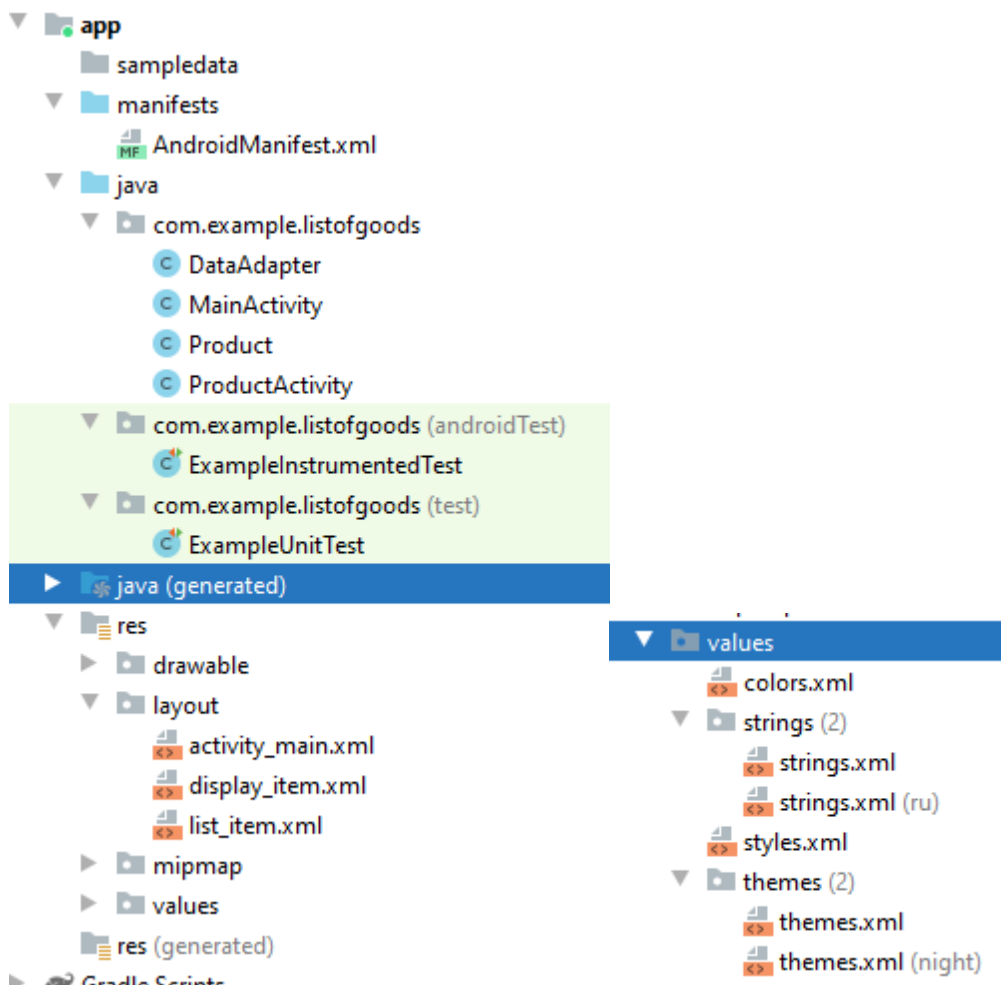 app
sampledata
manifests
MF AndroidManifest.xml
java
com.example.listofgoods
C DataAdapter
C MainActivity
C Product
C ProductActivity
com.example.listofgoods (androidTest)
C ExampleInstrumentedTest
com.example.listofgoods (test)
C ExampleUnitTest
java (generated)
res
drawable
layout
<> activity_main.xml
<> display_item.xml
<> list_item.xml
mipmap
values
res (generated)
Gradle Scripts
values
<> colors.xml
strings (2)
<> strings.xml
<> strings.xml (ru)
<> styles.xml
themes (2)
<> themes.xml
<> themes.xml (night)